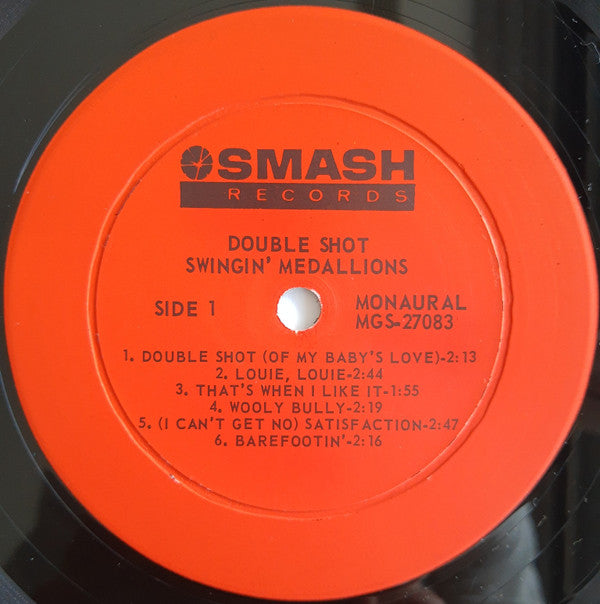 SMASH
RECORDS
DOUBLE SHOT
SWINGIN' MEDALLIONS
SIDE 1
MONAURAL
MGS-27083
1. DOUBLE SHOT (OF MY BABY'S LOVE)-2:13
2. LOUIE, LOUIE-2:44
3. THAT'S WHEN I LIKE IT-1:55
4. WOOLY BULLY-2:19
5. (I CAN'T GET NO) SATISFACTION-2:47
6. BAREFOOTIN'-2:16